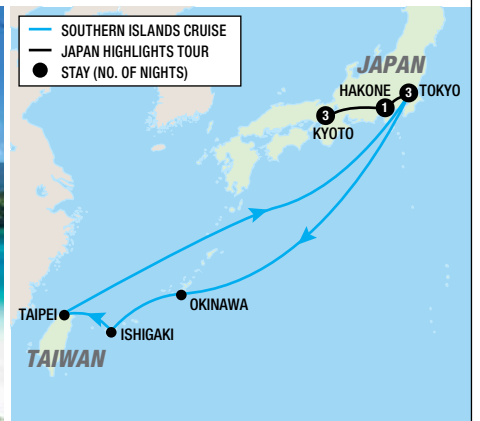 SOUTHERN ISLANDS CRUISE
JAPAN HIGHLIGHTS TOUR
STAY (NO. OF NIGHTS)
JAPAN
HAKONE
3 TOKYO
1
3
KYOTO
OKINAWA
TAIPEI
ISHIGAKI
TAIWAN